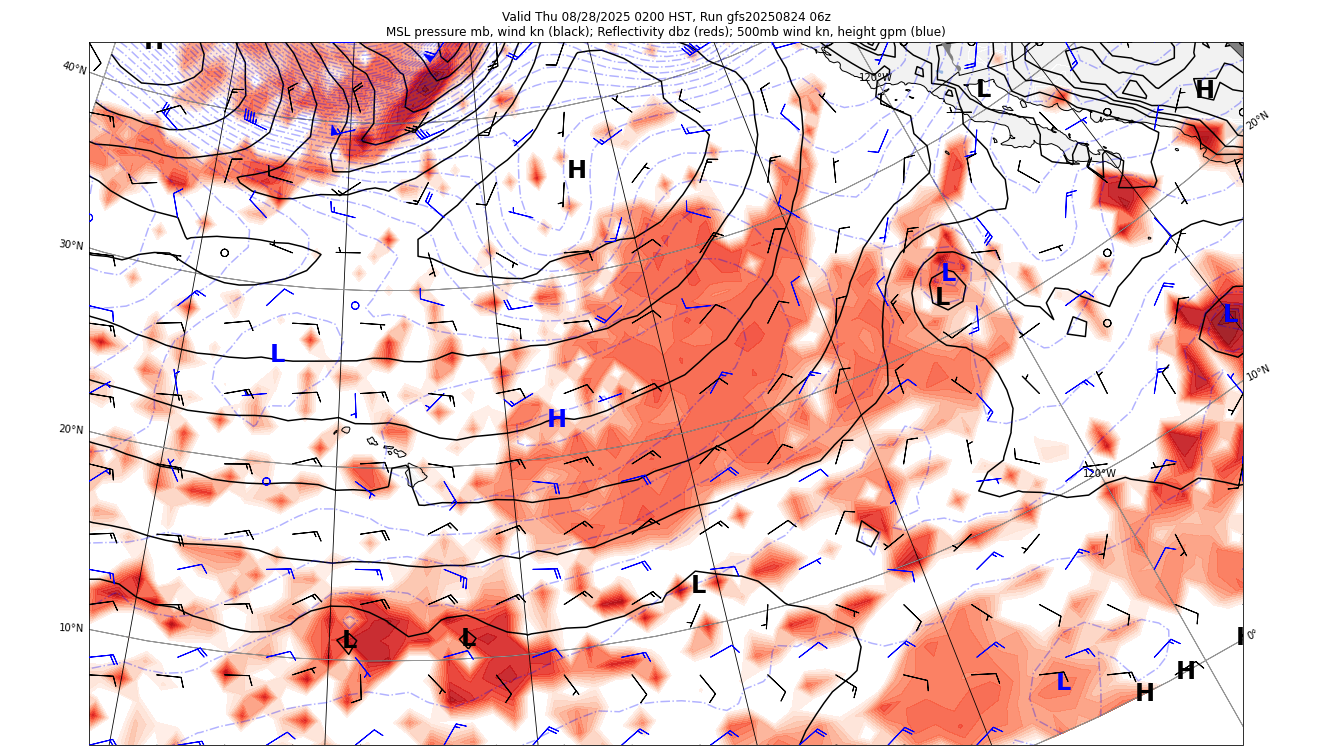 Valid Thu 08/28/2025 0200 HST, Run gfs20250824 06z
MSL pressure mb, wind kn (black); Reflectivity dbz (reds); 500mb wind kn, height gpm (blue)
H
40°N
120°W
L
H
20°N
H
30°N
L
L
L
L
10°N
H
20°N
120°W
L
10°N
L
L
0°
H
L
H